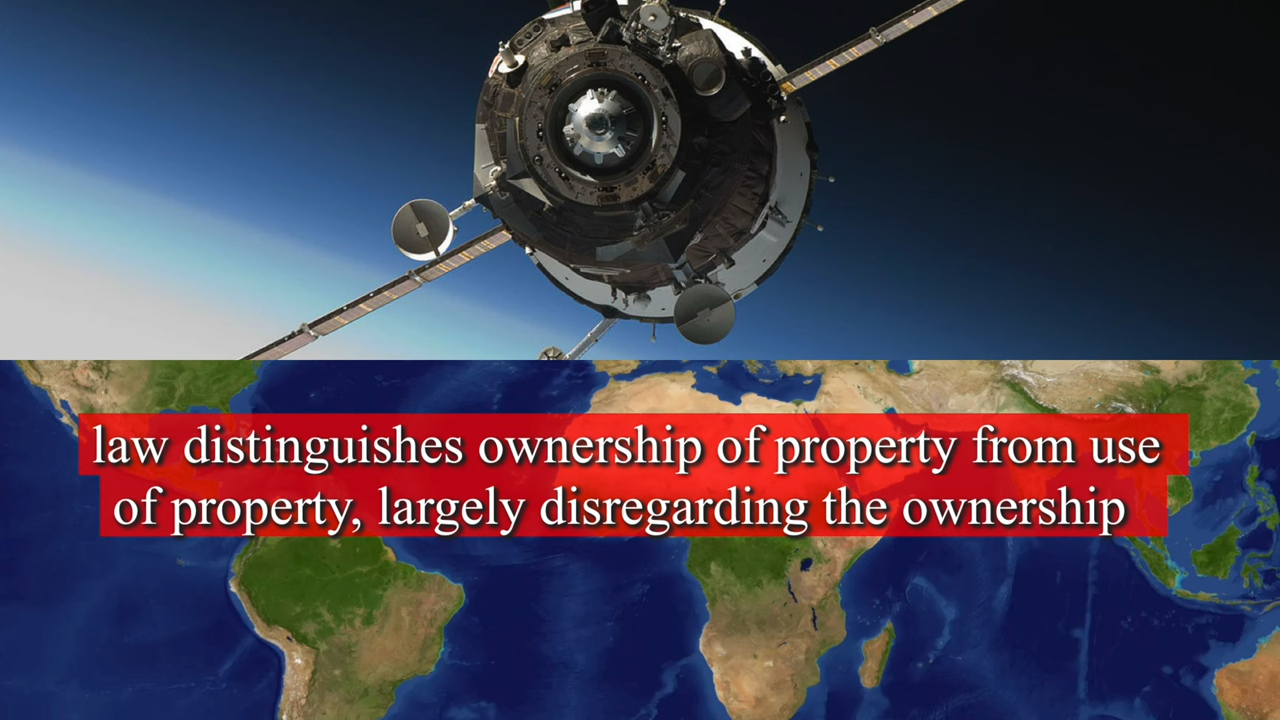 law distinguishes ownership of property from use
of property, largely disregarding the ownership